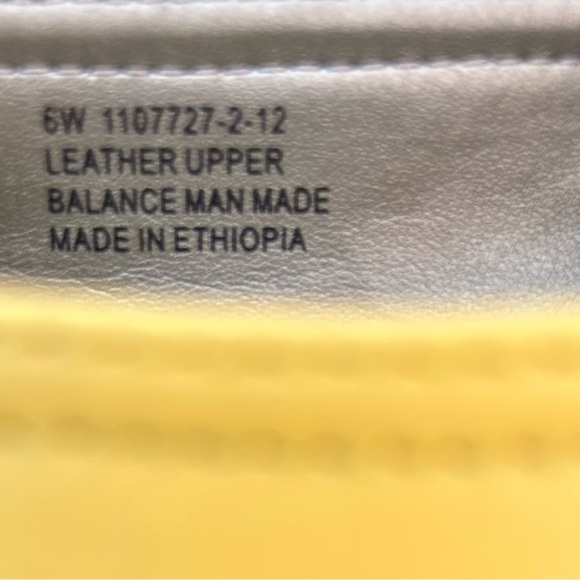 6W 1107727-2-12
LEATHER UPPER
BALANCE MAN MADE
MADE IN ETHIOPIA